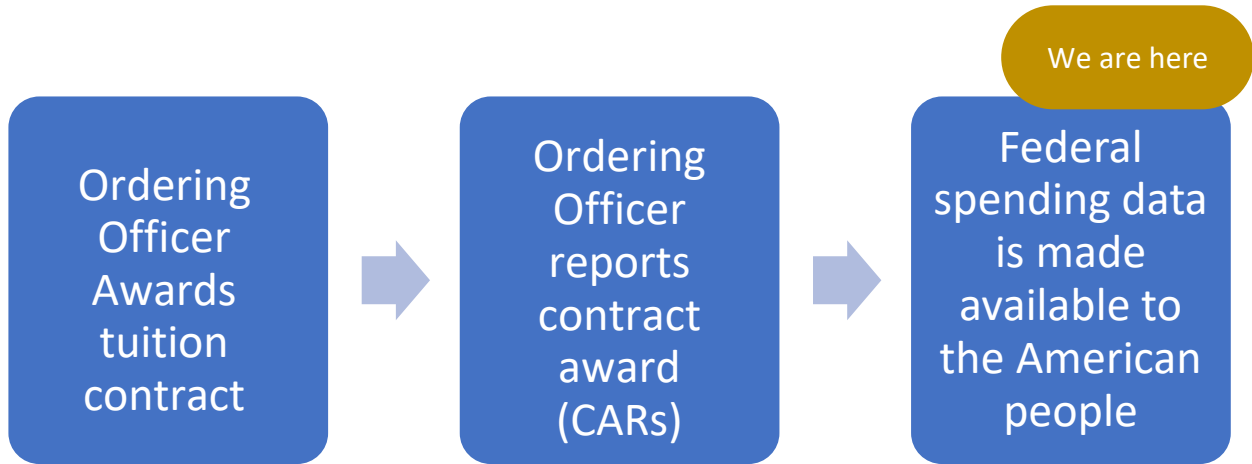 We are here
Ordering
Officer
Awards
tuition
contract
Ordering
Officer
reports
contract
award
(CARs)
Federal
spending data
is made
available to
the American
people